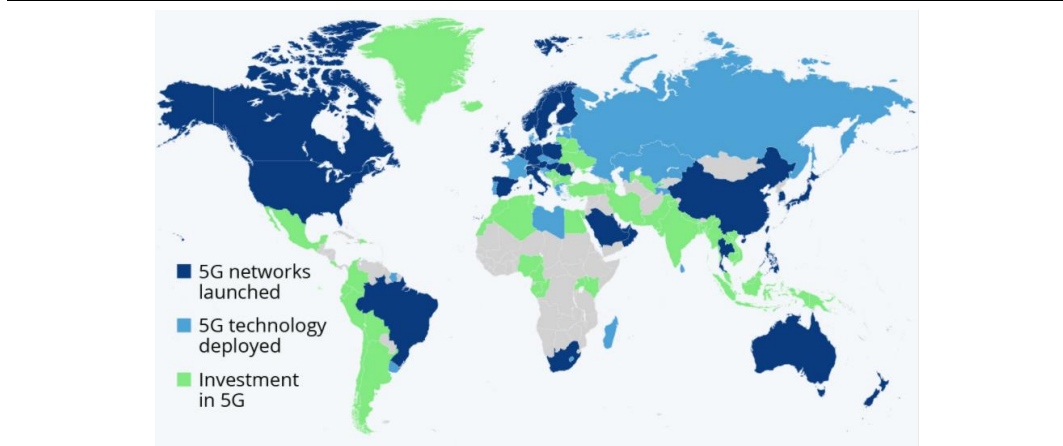 5G networks
launched
5G technology
deployed
Investment
in 5G